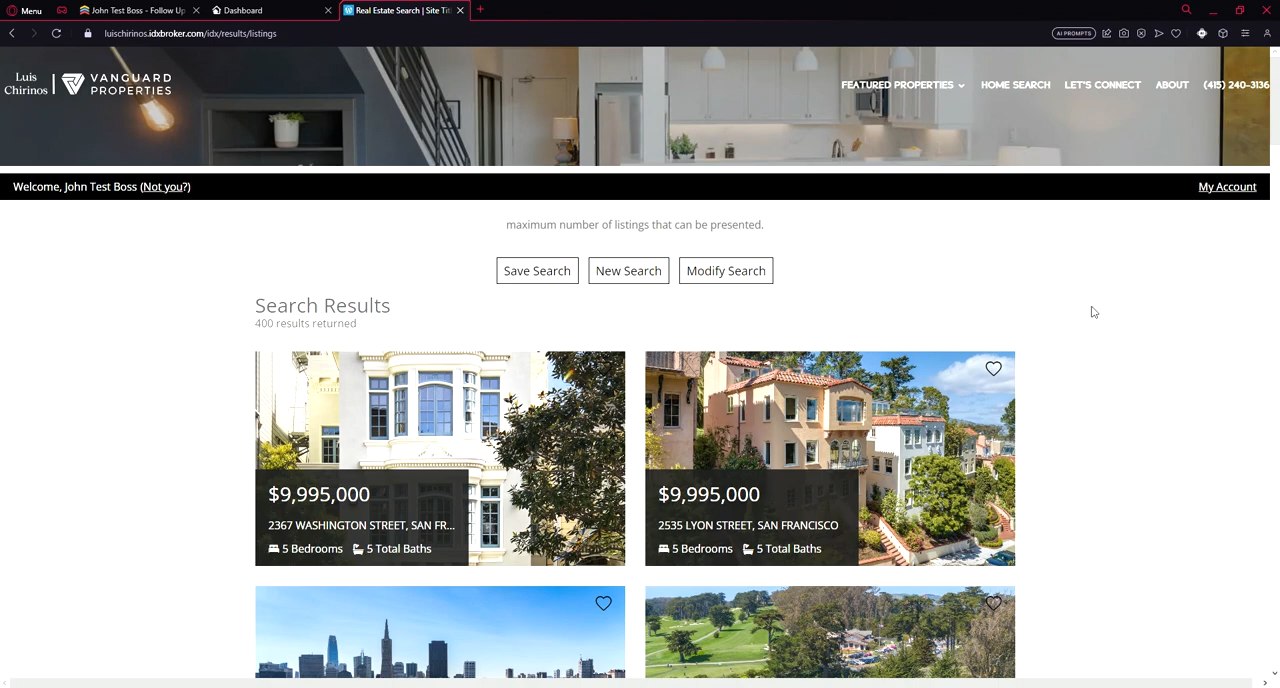 Menu
John Test Boss - Follow Up
Dashboard
Real Estate Search | Site Titl
luischirinos.idxbroker.com/idx/results/listings
AI PROMPTS
Luis Chirinos
VANGUARD PROPERTIES
FEATURED PROPERTIES
HOME SEARCH
LET'S CONNECT
ABOUT
(415) 240-3136
Welcome, John Test Boss (Not you?)
My Account
maximum number of listings that can be presented.
Save Search
New Search
Modify Search
Search Results
400 results returned
$9,995,000
2367 WASHINGTON STREET, SAN FR...
5 Bedrooms
5 Total Baths
$9,995,000
2535 LYON STREET, SAN FRANCISCO
5 Bedrooms
5 Total Baths